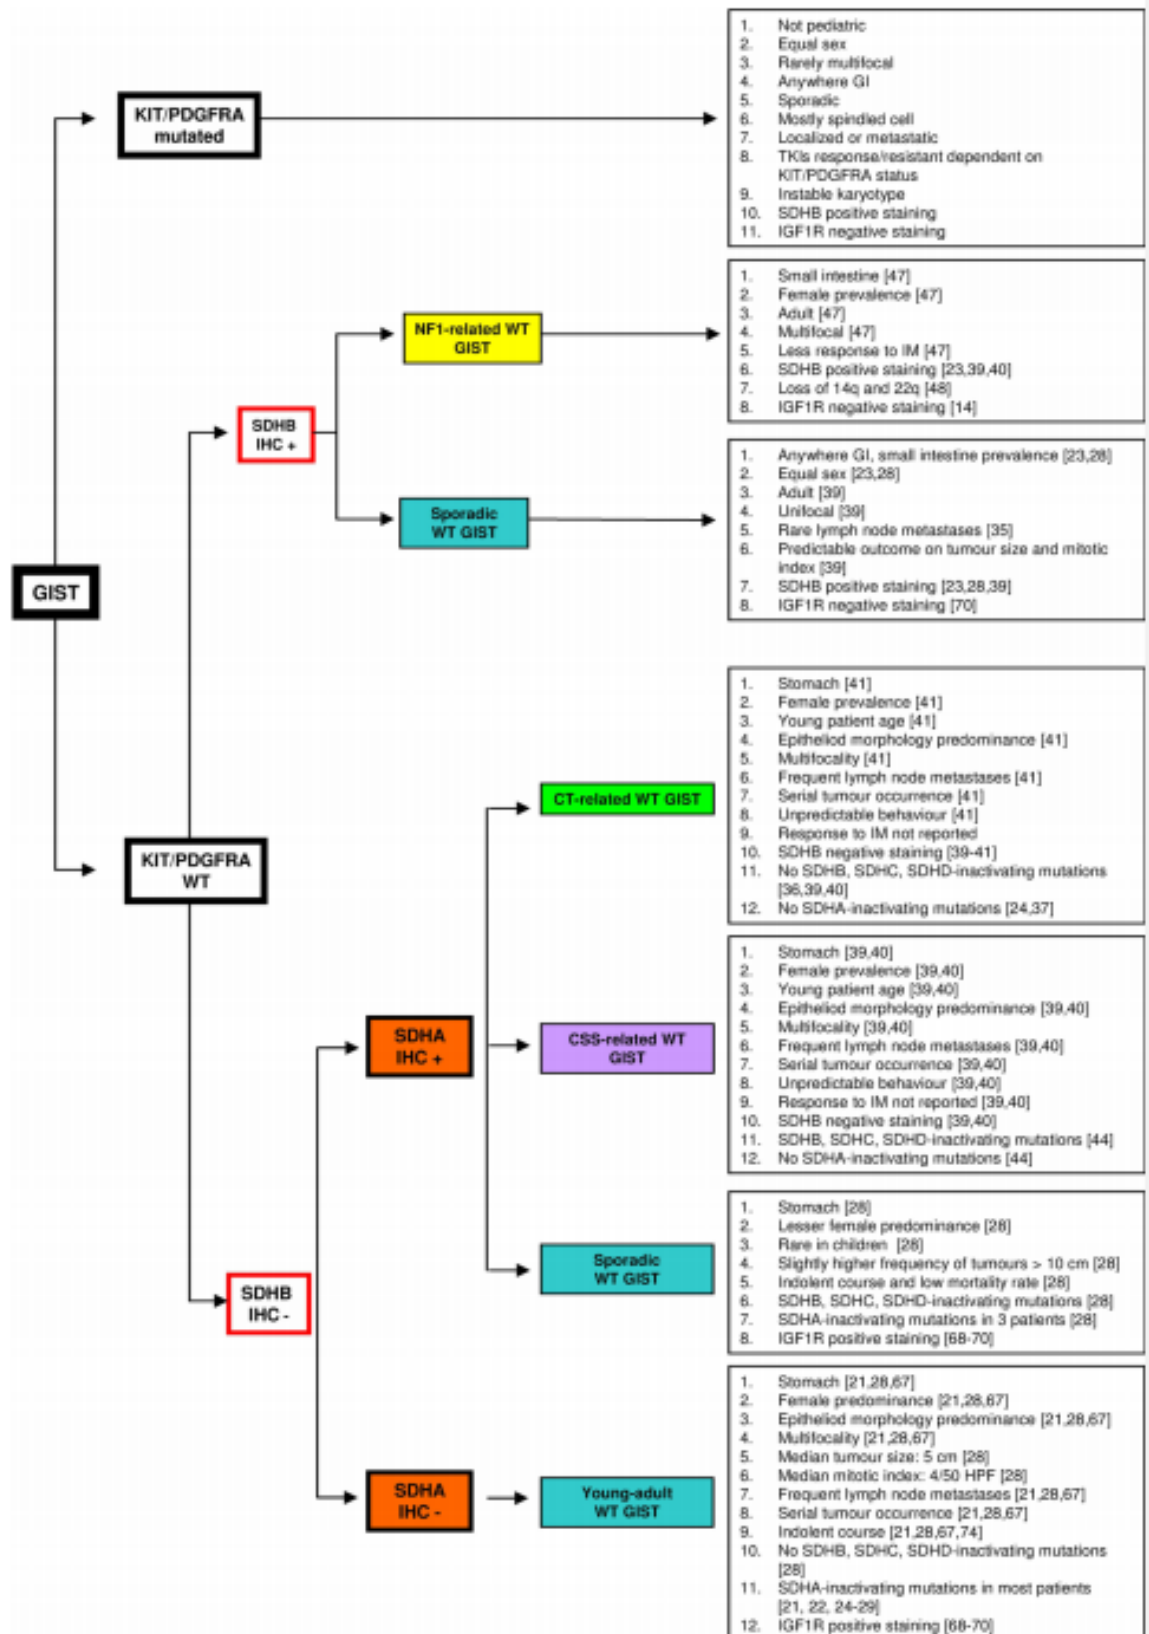 1. Not pediatric
2. Equal sex
3. Rarely multifocal
4. Anywhere GI
5. Sporadic
6. Mostly spindled cell
7. Localized or metastatic
8. TKIs response/resistant dependent on
KIT/PDGFRA status
9. Instable karyotype
10. SDHB positive staining
11. IGF1R negative staining
KIT/PDGFRA
mutated
1. Small intestine [47]
2. Female prevalence [47]
3. Adult [47]
4. Multifocal [47]
5. Less response to IM [47]
6. SDHB positive staining [23,39,40]
7. Loss of 14q and 22q [48]
8. IGF1R negative staining [14]
NF1-related WT
GIST
SDHB
IHC +
1. Anywhere GI, small intestine prevalence [23,28]
2. Equal sex [23,28]
3. Adult [39]
4. Unifocal [39]
5. Rare lymph node metastases [35]
6. Predictable outcome on tumour size and mitotic
index [39]
7. SDHB positive staining [23,28,39]
8. IGF1R negative staining [70]
Sporadic
WT GIST
GIST
1. Stomach [41]
2. Female prevalence [41]
3. Young patient age [41]
4. Epitheliod morphology predominance [41]
5. Multifocality [41]
6. Frequent lymph node metastases [41]
7. Serial tumour occurrence [41]
8. Unpredictable behaviour [41]
9. Response to IM not reported
10. SDHB negative staining [39-41]
11. No SDHB, SDHC, SDHD-inactivating mutations
[36,39,40]
12. No SDHA-inactivating mutations [24,37]
CT-related WT GIST
KIT/PDGFRA
WT
1. Stomach [39,40]
2. Female prevalence [39,40]
3. Young patient age [39,40]
4. Epitheliod morphology predominance [39,40]
5. Multifocality [39,40]
6. Frequent lymph node metastases [39,40]
7. Serial tumour occurrence [39,40]
8. Unpredictable behaviour [39,40]
9. Response to IM not reported [39,40]
10. SDHB negative staining [39,40]
11. SDHB, SDHC, SDHD-inactivating mutations [44]
12. No SDHA-inactivating mutations [44]
SDHA
IHC +
CSS-related WT
GIST
1. Stomach [28]
2. Lesser female predominance [28]
3. Rare in children [28]
4. Slightly higher frequency of tumours > 10 cm [28]
5. Indolent course and low mortality rate [28]
6. SDHB, SDHC, SDHD-inactivating mutations [28]
7. SDHA-inactivating mutations in 3 patients [28]
8. IGF1R positive staining [68-70]
Sporadic
WT GIST
SDHB
IHC -
1. Stomach [21,28,67]
2. Female predominance [21,28,67]
3. Epitheliod morphology predominance [21,28,67]
4. Multifocality [21,28,67]
5. Median tumour size: 5 cm [28]
6. Median mitotic index: 4/50 HPF [28]
7. Frequent lymph node metastases [21,28,67]
8. Serial tumour occurrence [21,28,67]
9. Indolent course [21,28,67,74]
10. No SDHB, SDHC, SDHD-inactivating mutations
[28]
11. SDHA-inactivating mutations in most patients
[21, 22, 24-29]
12. IGF1R positive staining [68-70]
SDHA
IHC -
Young-adult
WT GIST